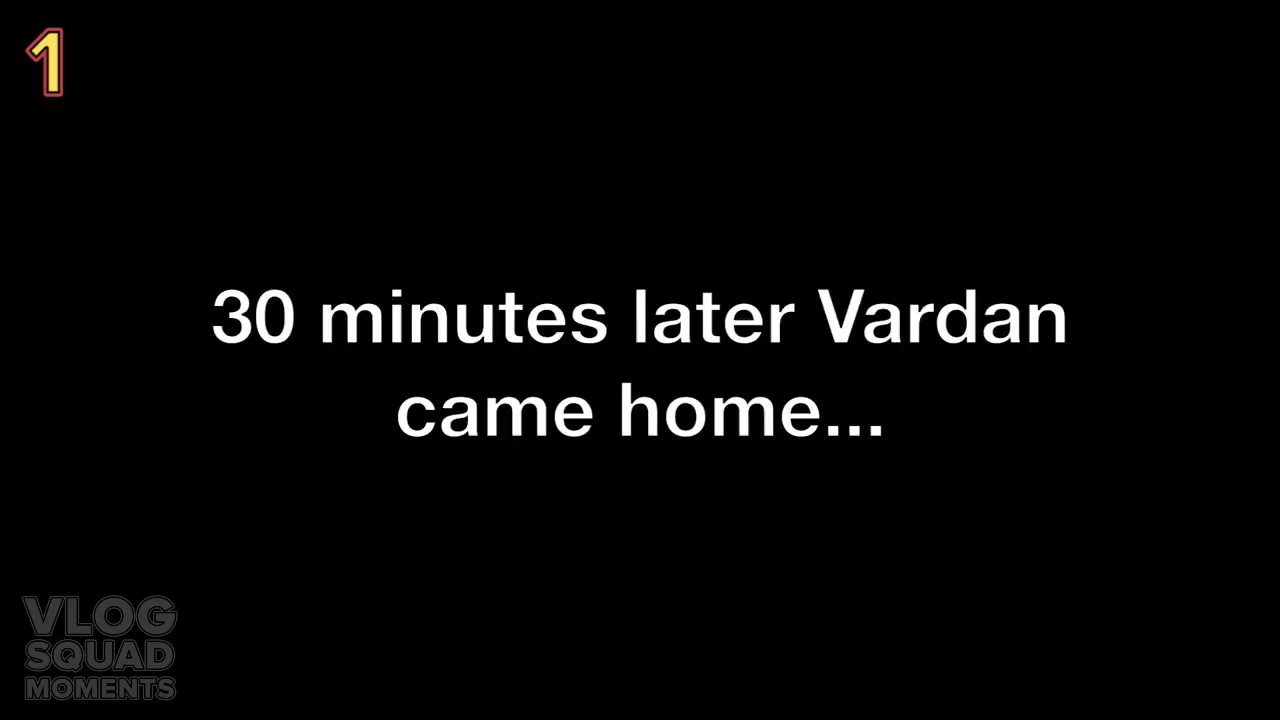 1
30 minutes later Vardan
came home...
VLOG
SQUAD
MOMENTS